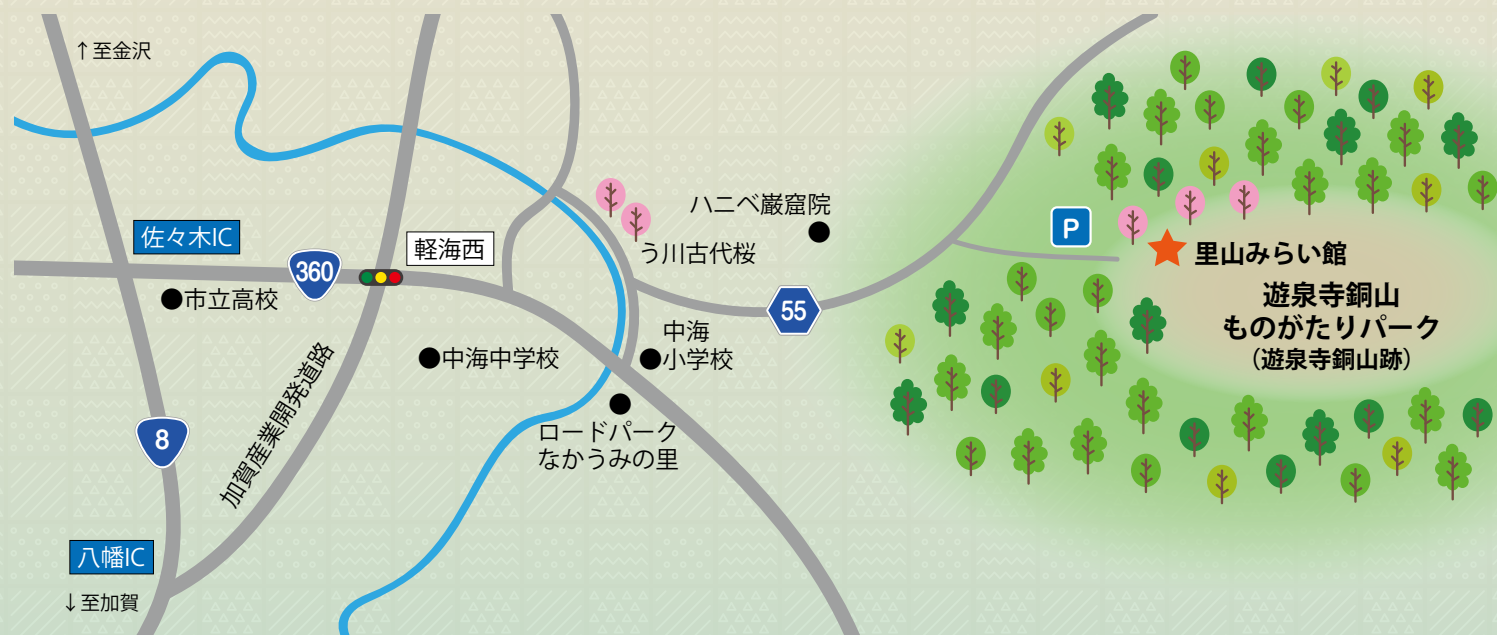 ↑至金沢
佐々木IC
360
軽海西
市立高校
ハニベ巌窟院
う川古代桜
P
里山みらい館
遊泉寺銅山
ものがたりパーク
(遊泉寺銅山跡)
55
中海
小学校
中海中学校
加賀産業開発道路
8
ロードパーク
なかうみの里
八幡IC
↓至加賀